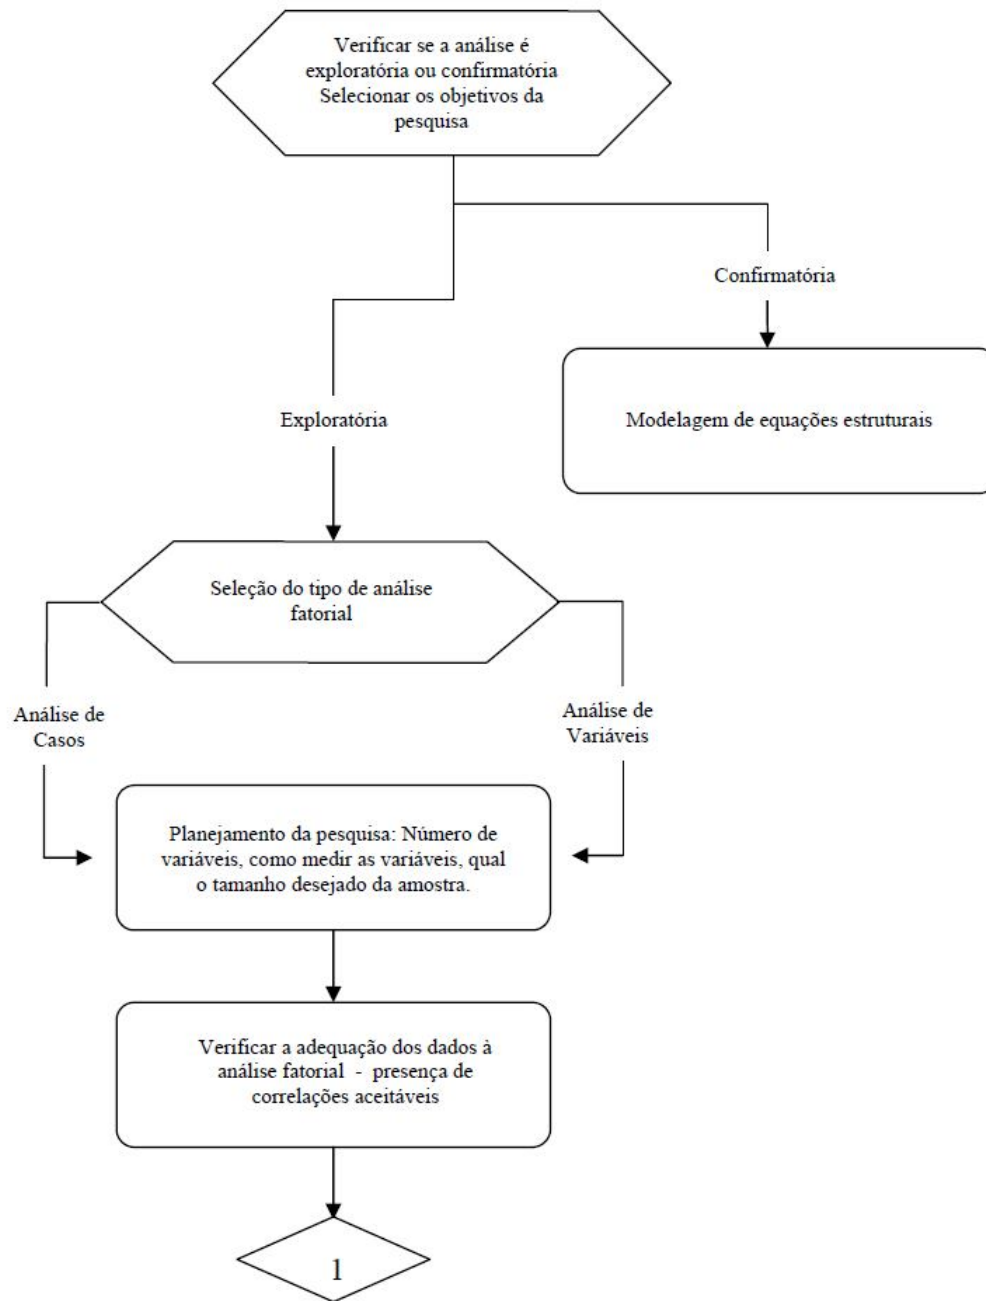 Verificar se a análise é
exploratória ou confirmatória
Selecionar os objetivos da
pesquisa
Confirmatória
Modelagem de equações estruturais
Exploratória
Seleção do tipo de análise
fatorial
Análise de
Casos
Análise de
Variáveis
Planejamento da pesquisa: Número de
variáveis, como medir as variáveis, qual
o tamanho desejado da amostra.
Verificar a adequação dos dados à
análise fatorial - presença de
correlações aceitáveis
1